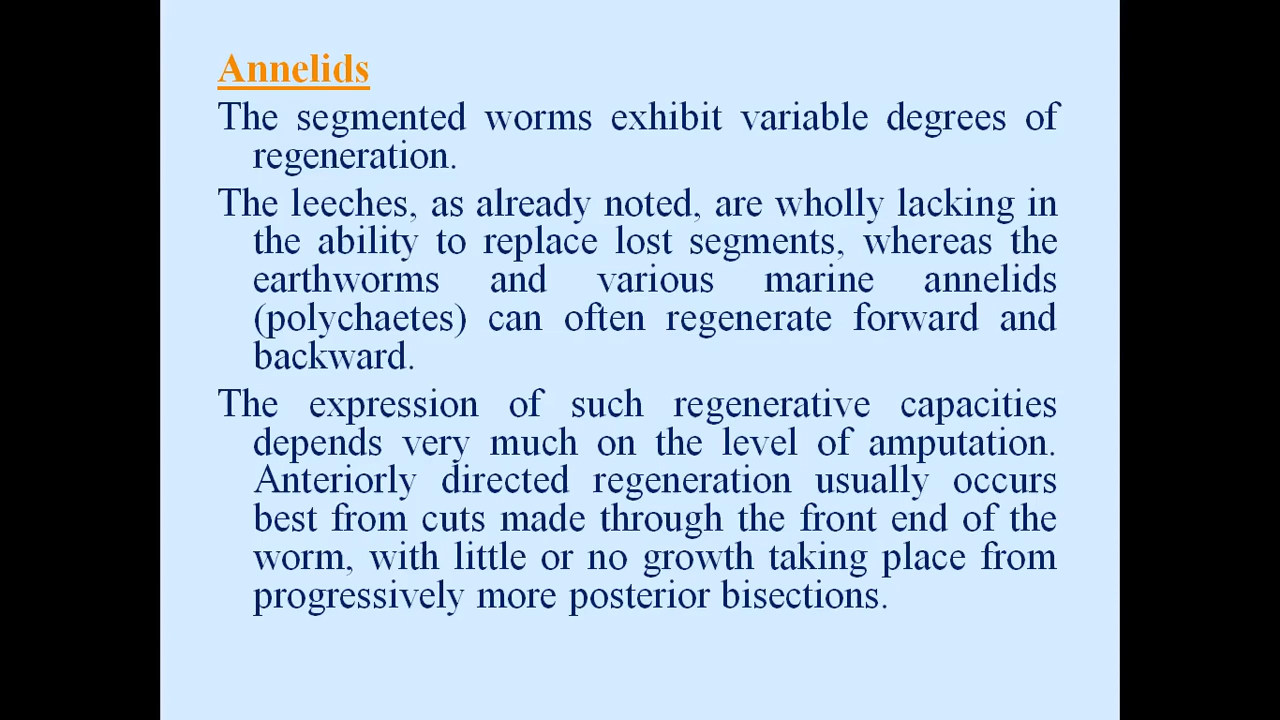 Annelids
The segmented worms exhibit variable degrees of
regeneration.
The leeches, as already noted, are wholly lacking in
the ability to replace lost segments, whereas the
earthworms and various marine annelids
(polychaetes) can often regenerate forward and
backward.
The expression of such regenerative capacities
depends very much on the level of amputation.
Anteriorly directed regeneration usually occurs
best from cuts made through the front end of the
worm, with little or no growth taking place from
progressively more posterior bisections.